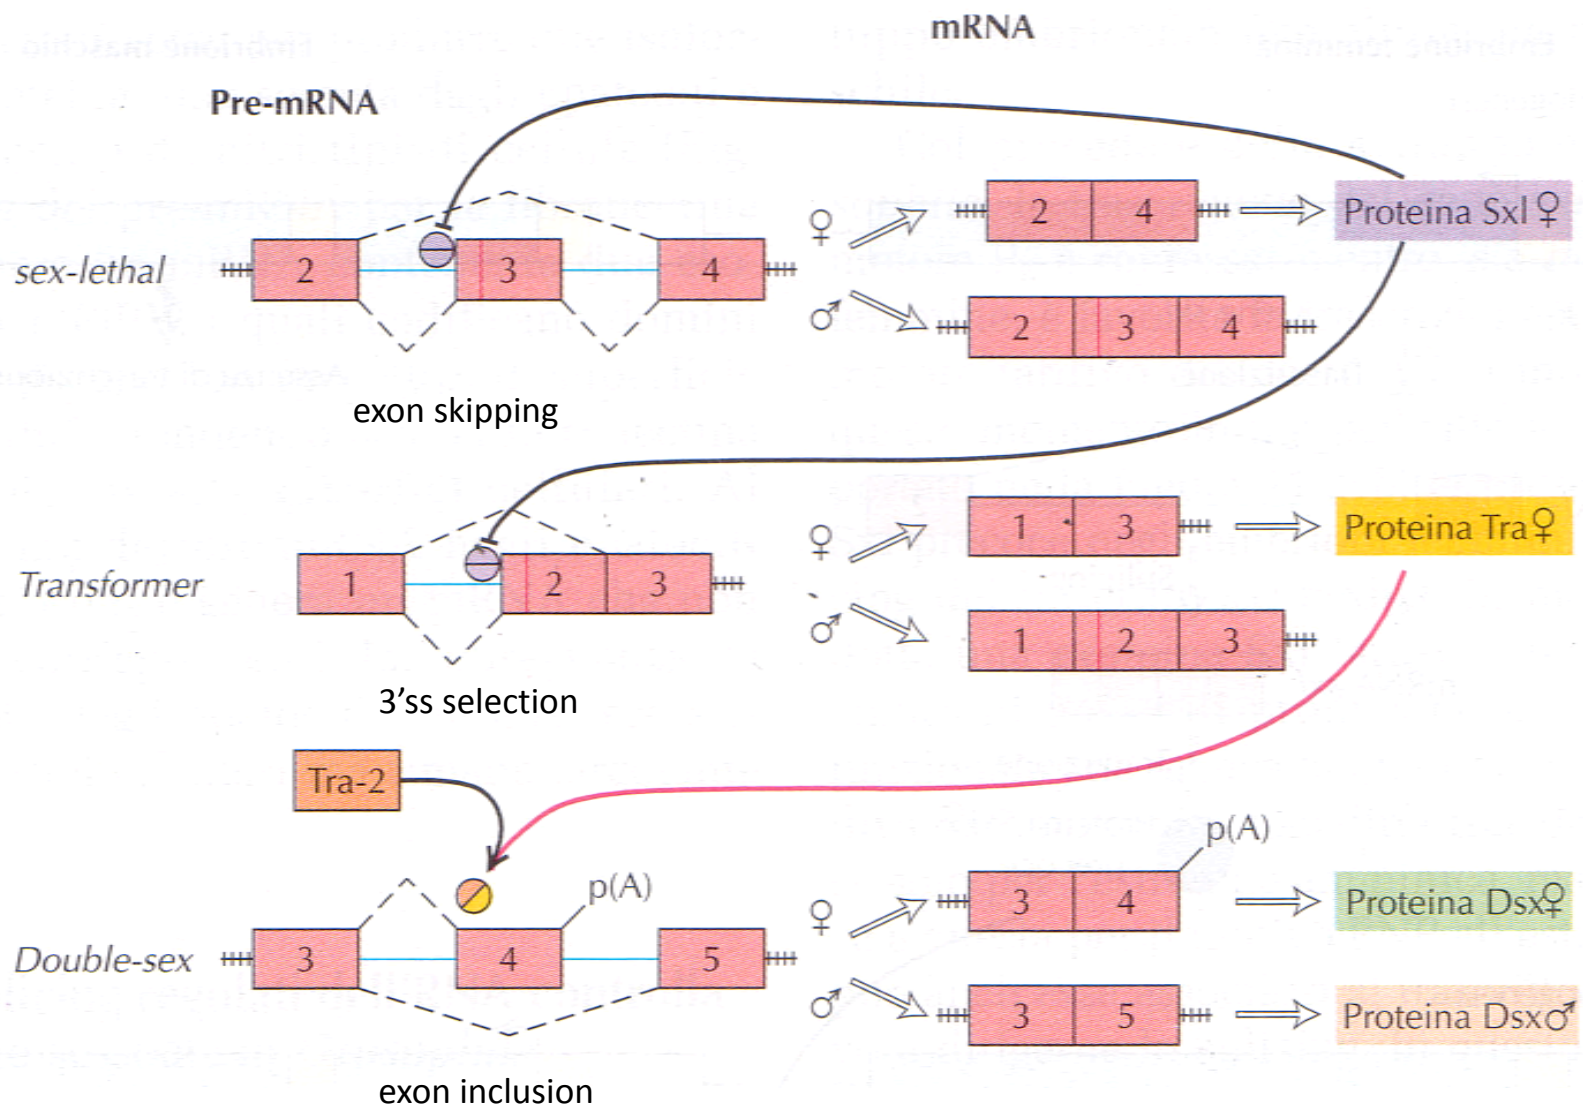 mRNA
Pre-mRNA
sex-lethal
2
3
4
♀
2 4
Proteina Sxl ♀
♂
2 3 4
exon skipping
Transformer
1
2 3
♀
1 3
Proteina Tra ♀
♂
1 2 3
3’ss selection
Tra-2
p(A)
p(A)
Double-sex
3
4
5
♀
3 4
Proteina Dsx♀
♂
3 5
Proteina Dsx♂
exon inclusion